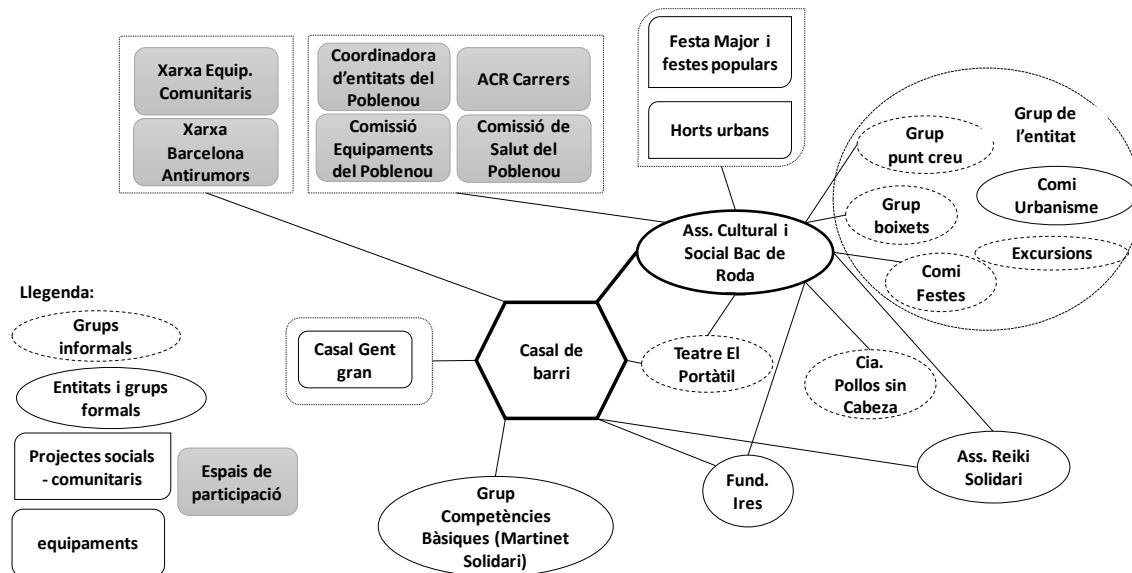 Xarxa Equip.
Comunitaris
Xarxa
Barcelona
Antirumors
Coordinadora
d'entitats del
Poblenou
ACR Carrers
Comissió
Equipaments
del Poblenou
Comissió de
Salut del
Poblenou
Festa Major i
festes populars
Horts urbans
Grup de
l'entitat
Grup
punt creu
Comi
Urbanisme
Grup
boixets
Excursions
Comi
Festes
Ass. Cultural i
Social Bac de
Roda
Llegenda:
Grups
informals
Entitats i grups
formals
Projectes socials
- comunitaris
Espais de
participació
equipaments
Casal Gent
gran
Casal de
barri
Teatre El
Portàtil
Cia.
Pollos sin
Cabeza
Ass. Reiki
Solidari
Fund.
Ires
Grup
Competències
Bàsiques (Martinet
Solidari)